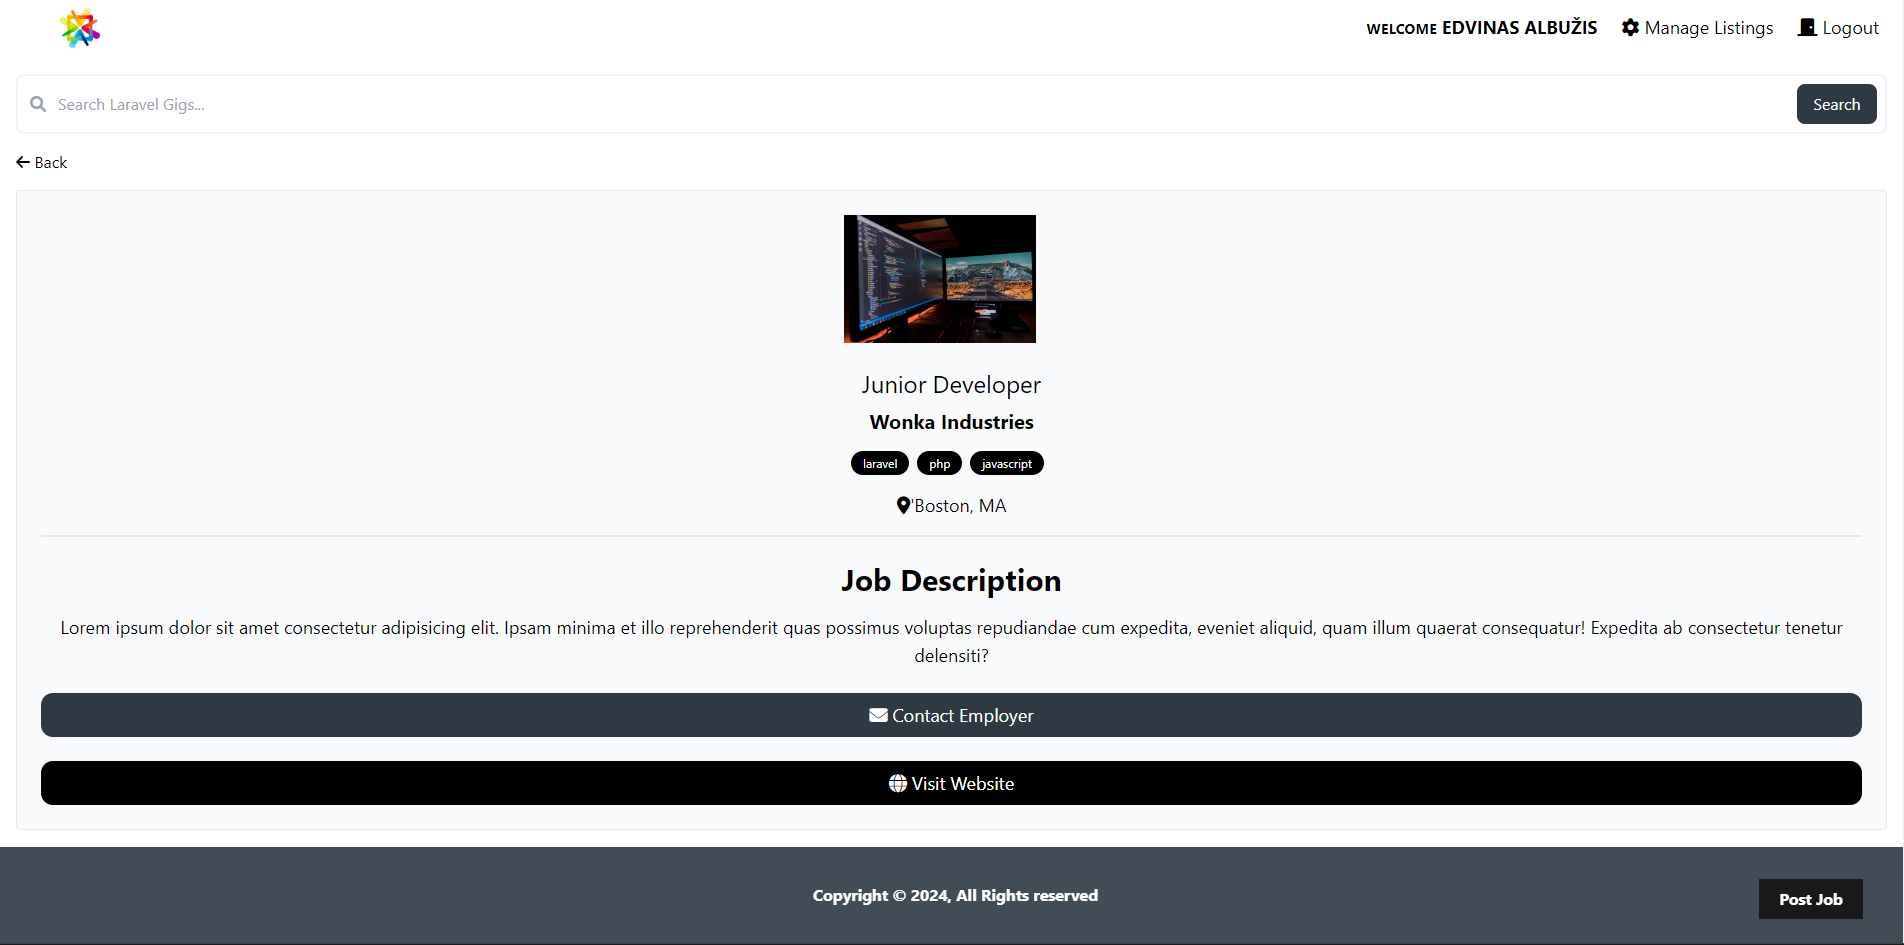 WELCOME EDVINAS ALBUŽIS Manage Listings Logout
Search Laravel Gigs... Search
Back
Junior Developer
Wonka Industries
laravel php javascript
'Boston, MA
Job Description
Lorem ipsum dolor sit amet consectetur adipisicing elit. Ipsam minima et illo reprehenderit quas possimus voluptas repudiandae cum expedita, eveniet aliquid, quam illum quaerat consequatur! Expedita ab consectetur tenetur
delensiti?
Contact Employer
Visit Website
Copyright © 2024, All Rights reserved
Post Job